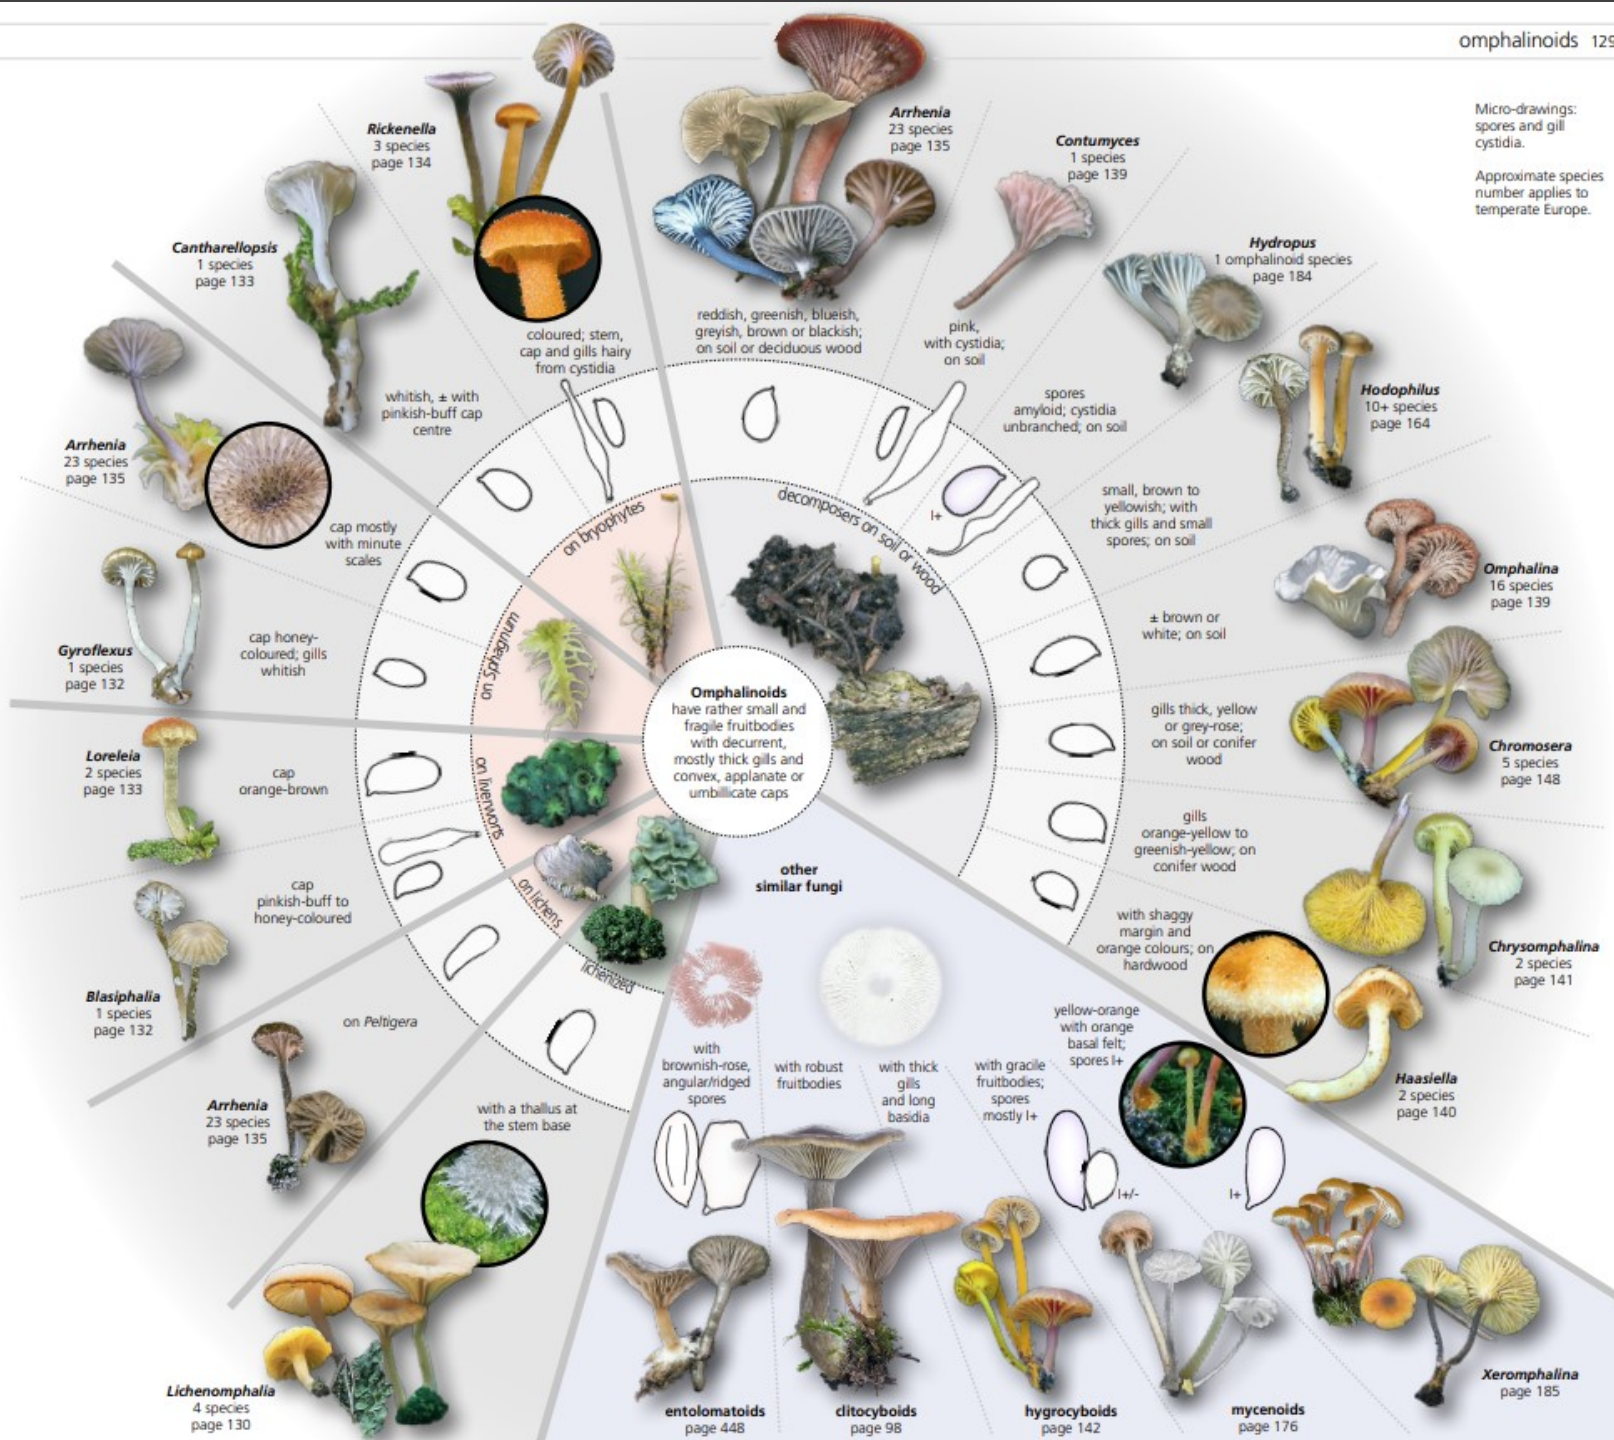 omphalinoids 129
Micro-drawings:
spores and gill
cystidia.
Approximate species
number applies to
temperate Europe.
Rickenella
3 species
page 134
coloured; stem,
cap and gills hairy
from cystidia
Arrhenia
23 species
page 135
reddish, greenish, blueish,
greyish, brown or blackish;
on soil or deciduous wood
Contumyces
1 species
page 139
pink,
with cystidia;
on soil
Hydropus
1 omphalinoid species
page 184
spores
amyloid; cystidia
unbranched; on soil
I+
Hodophilus
10+ species
page 164
small, brown to
yellowish; with
thick gills and small
spores; on soil
Omphalina
16 species
page 139
± brown or
white; on soil
Chromosera
5 species
page 148
gills thick, yellow
or grey-rose;
on soil or conifer
wood
Chrysomphalina
2 species
page 141
gills
orange-yellow to
greenish-yellow; on
conifer wood
Haasiella
2 species
page 140
with shaggy
margin and
orange colours; on
hardwood
Cantharellopsis
1 species
page 133
whitish, ± with
pinkish-buff cap
centre
Arrhenia
23 species
page 135
cap mostly
with minute
scales
Gyroflexus
1 species
page 132
cap honey-
coloured; gills
whitish
Loreleia
2 species
page 133
cap
orange-brown
Blasiphalia
1 species
page 132
cap
pinkish-buff to
honey-coloured
Arrhenia
23 species
page 135
on Peltigera
Lichenomphalia
4 species
page 130
with a thallus at
the stem base
on bryophytes
decomposers on soil or wood
on Sphagnum
on liverworts
on lichens
lichenized
Omphalinoids
have rather small and
fragile fruitbodies
with decurrent,
mostly thick gills and
convex, applanate or
umbillicate caps
other
similar fungi
with
brownish-rose,
angular/ridged
spores
with robust
fruitbodies
with thick
gills
and long
basidia
with gracile
fruitbodies;
spores
mostly I+
yellow-orange
with orange
basal felt;
spores I+
I+/-
I+
entolomatoids
page 448
clitocyboids
page 98
hygrocyboids
page 142
mycenoids
page 176
Xeromphalina
page 185